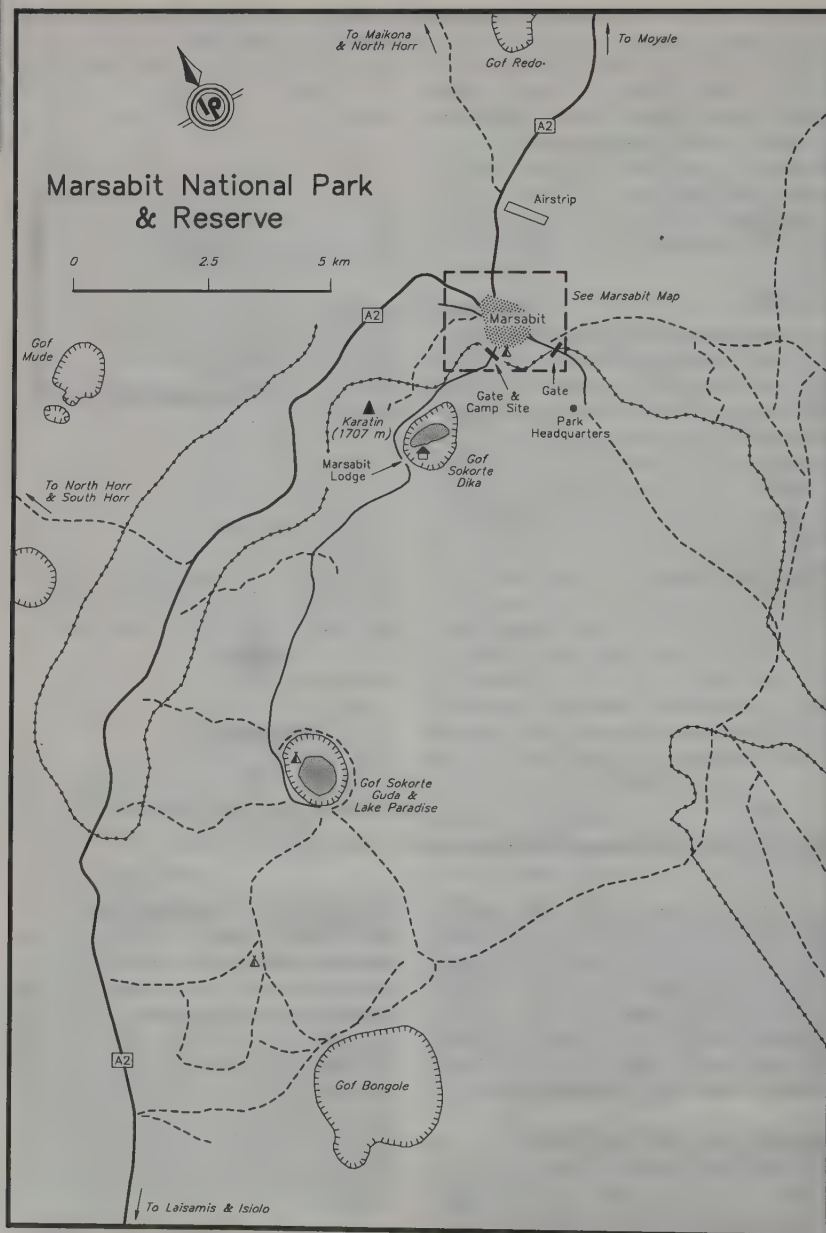 To Maikona
& North Horr
To Moyale
Gof Redo
A2
lp
Marsabit National Park
& Reserve
Airstrip
0 2.5 5 km
See Marsabit Map
A2
Marsabit
Gof
Mude
Gate &
Camp Site
Gate
Karatin
(1707 m)
Park
Headquarters
Marsabit
Lodge
Gof
Sokorte
Dika
To North Horr
& South Horr
Gof Sokorte
Guda &
Lake Paradise
A2
Gof Bongole
To Laisamis & Isiolo